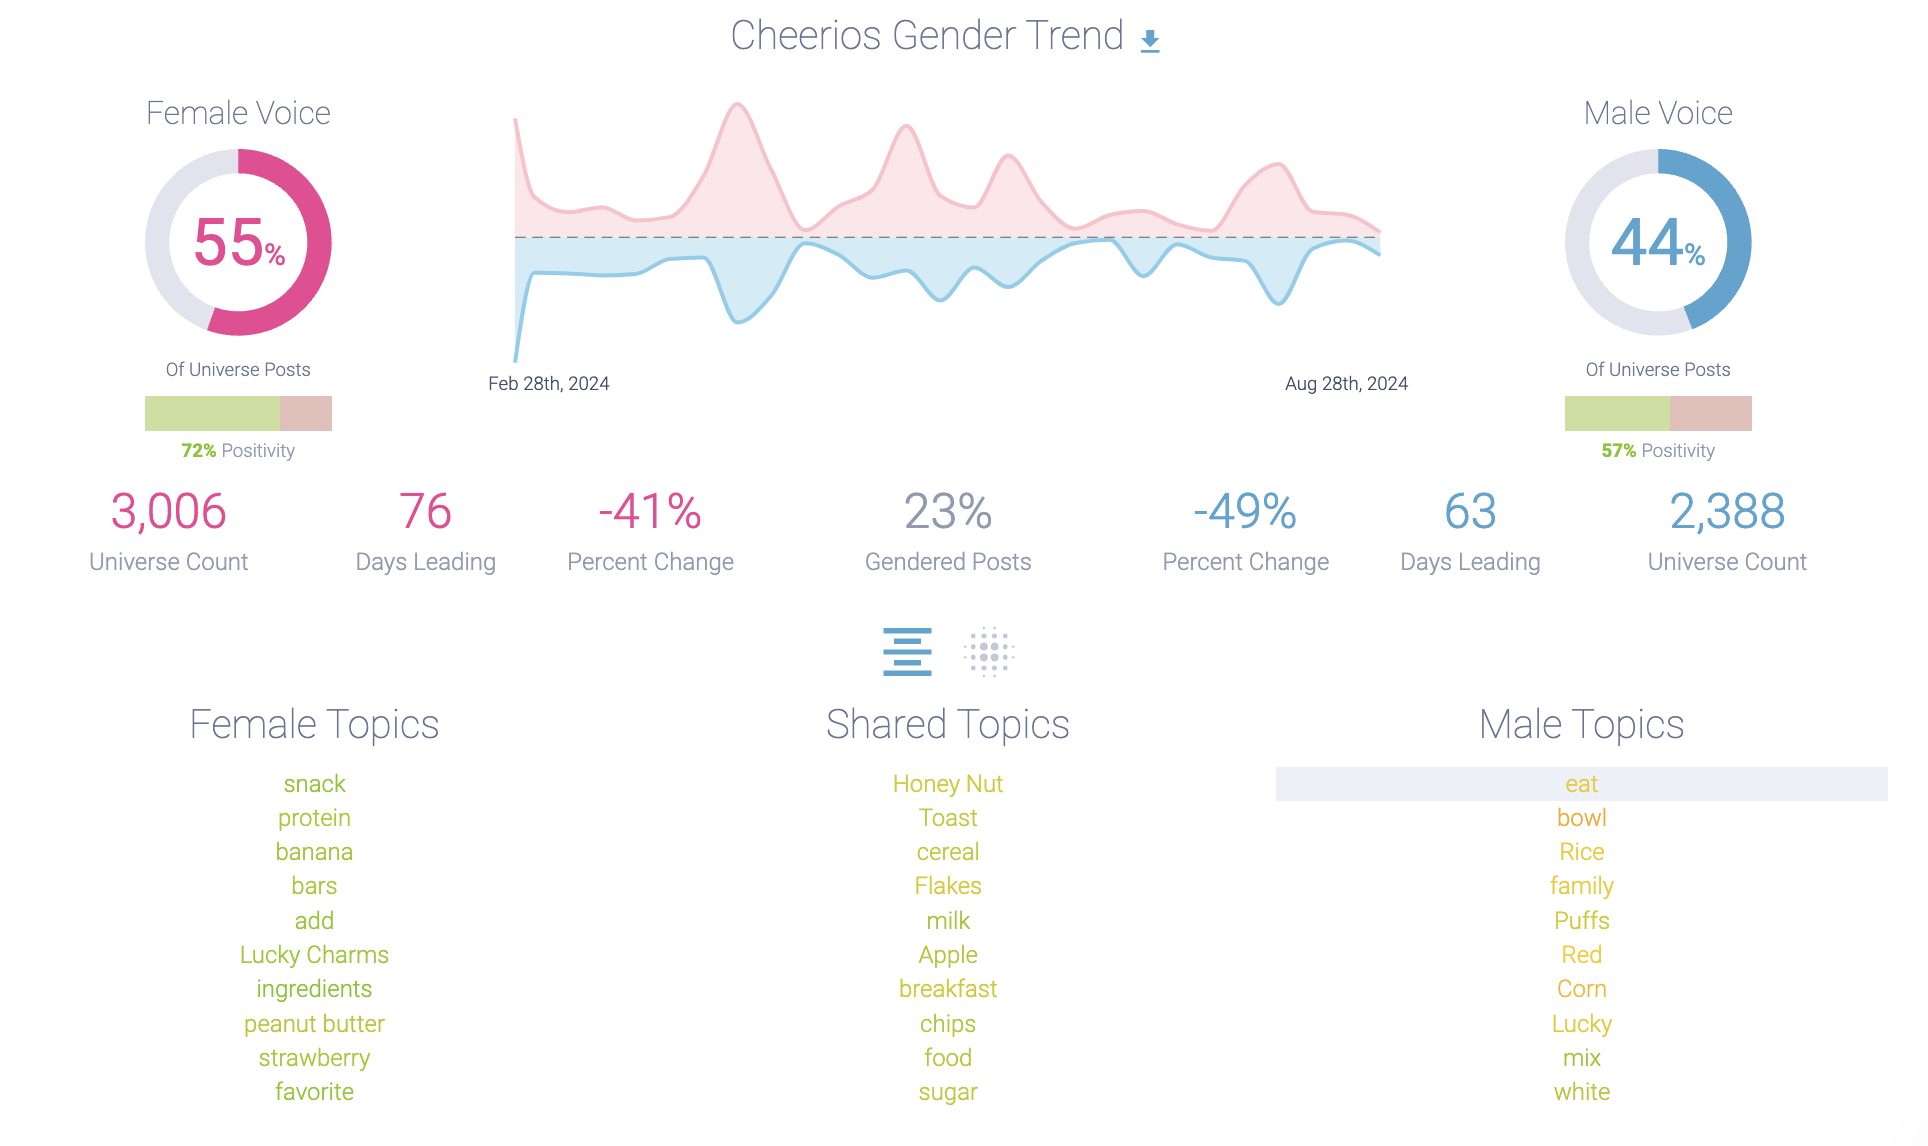 Cheerios Gender Trend
Female Voice
55%
Of Universe Posts
72% Positivity
Feb 28th, 2024
Aug 28th, 2024
Male Voice
44%
Of Universe Posts
57% Positivity
3,006
Universe Count
76
Days Leading
-41%
Percent Change
23%
Gendered Posts
-49%
Percent Change
63
Days Leading
2,388
Universe Count
Female Topics
snack
protein
banana
bars
add
Lucky Charms
ingredients
peanut butter
strawberry
favorite
Shared Topics
Honey Nut
Toast
cereal
Flakes
milk
Apple
breakfast
chips
food
sugar
Male Topics
eat
bowl
Rice
family
Puffs
Red
Corn
Lucky
mix
white